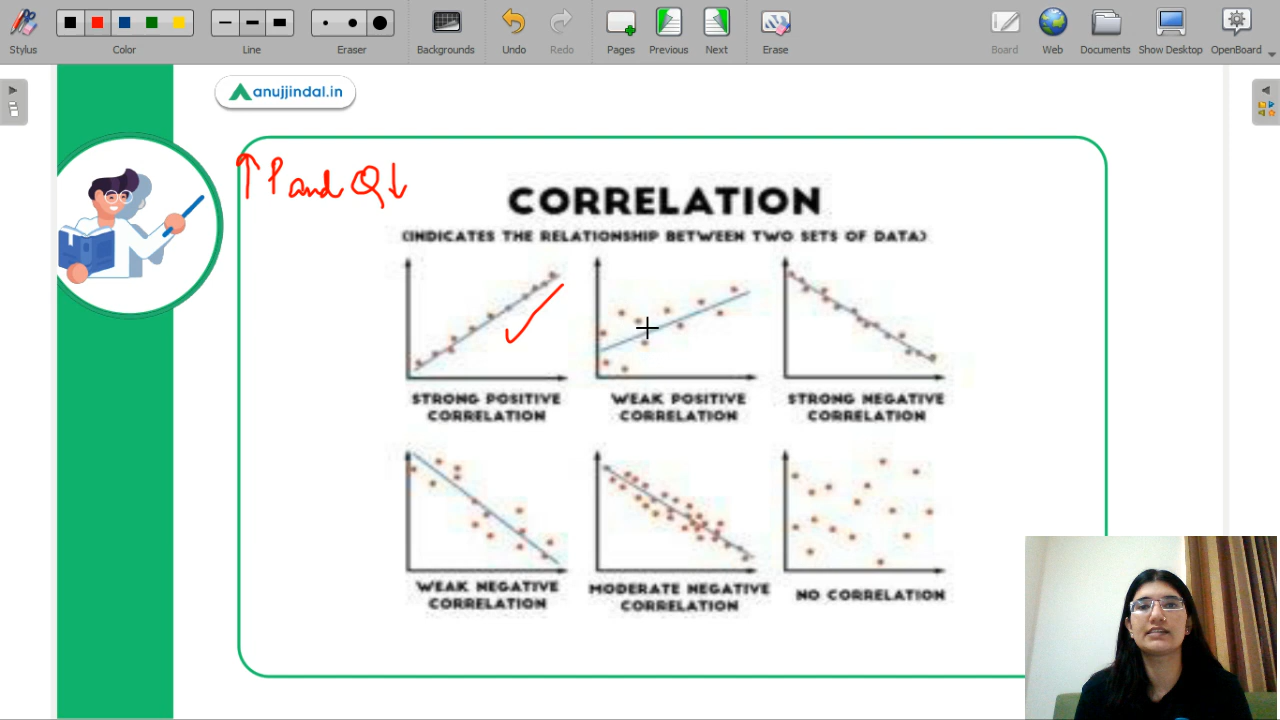 Stylus
Color
Line
Eraser
Backgrounds
Undo
Redo
Pages
Previous
Next
Erase
Board
Web
Documents
Show Desktop
OpenBoard
anujjindal.in
↑ P and Q ↓
CORRELATION
(INDICATES THE RELATIONSHIP BETWEEN TWO SETS OF DATA)
STRONG POSITIVE
CORRELATION
WEAK POSITIVE
CORRELATION
STRONG NEGATIVE
CORRELATION
WEAK NEGATIVE
CORRELATION
MODERATE NEGATIVE
CORRELATION
NO CORRELATION